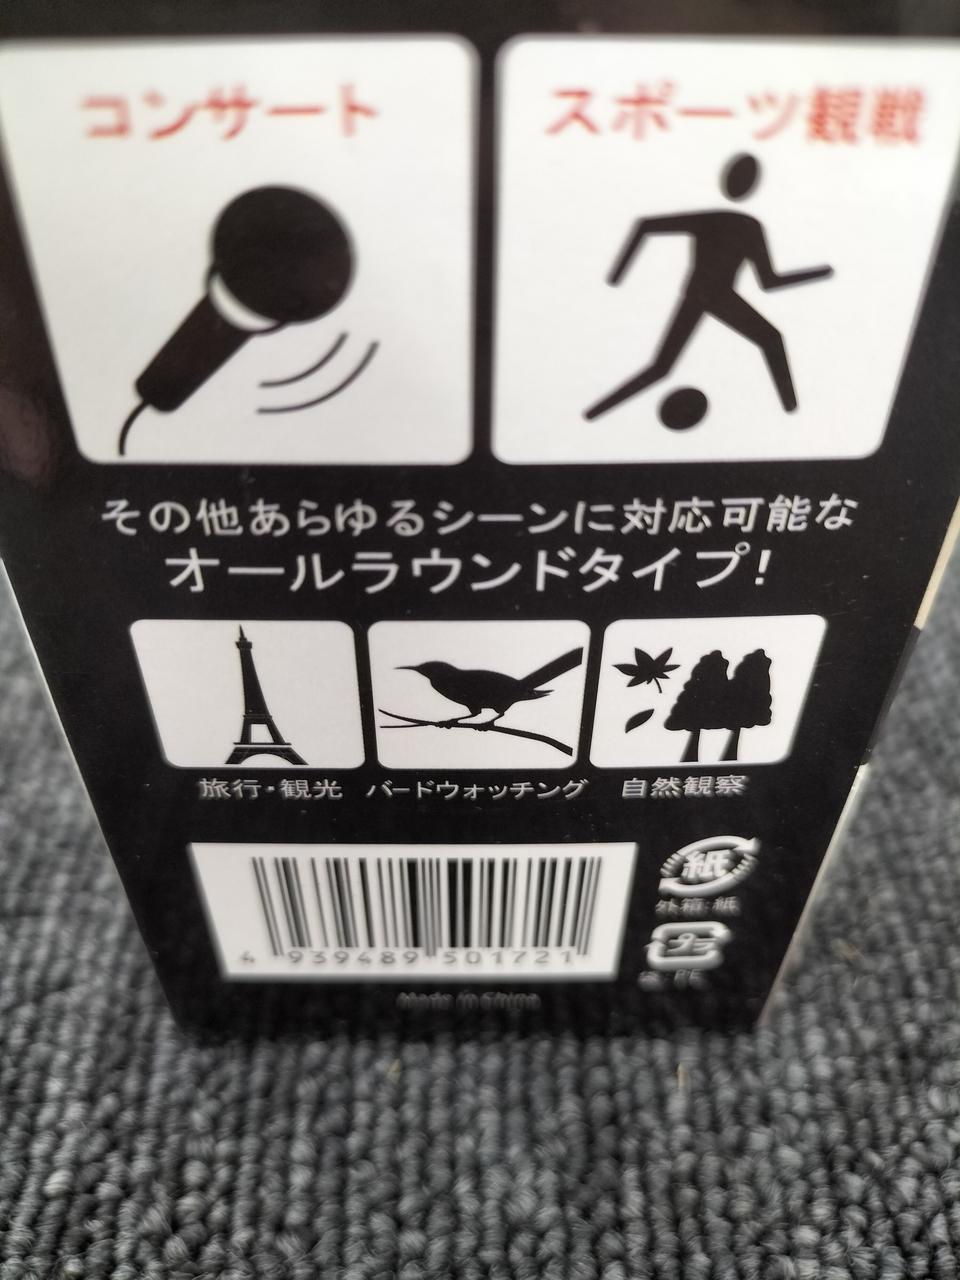 コンサート
スポーツ観戦
その他あらゆるシーンに対応可能な
オールラウンドタイプ!
旅行・観光
バードウォッチング
自然観察
紙
外箱:紙
プラ
袋:PE
4 939489 501721
Made in China